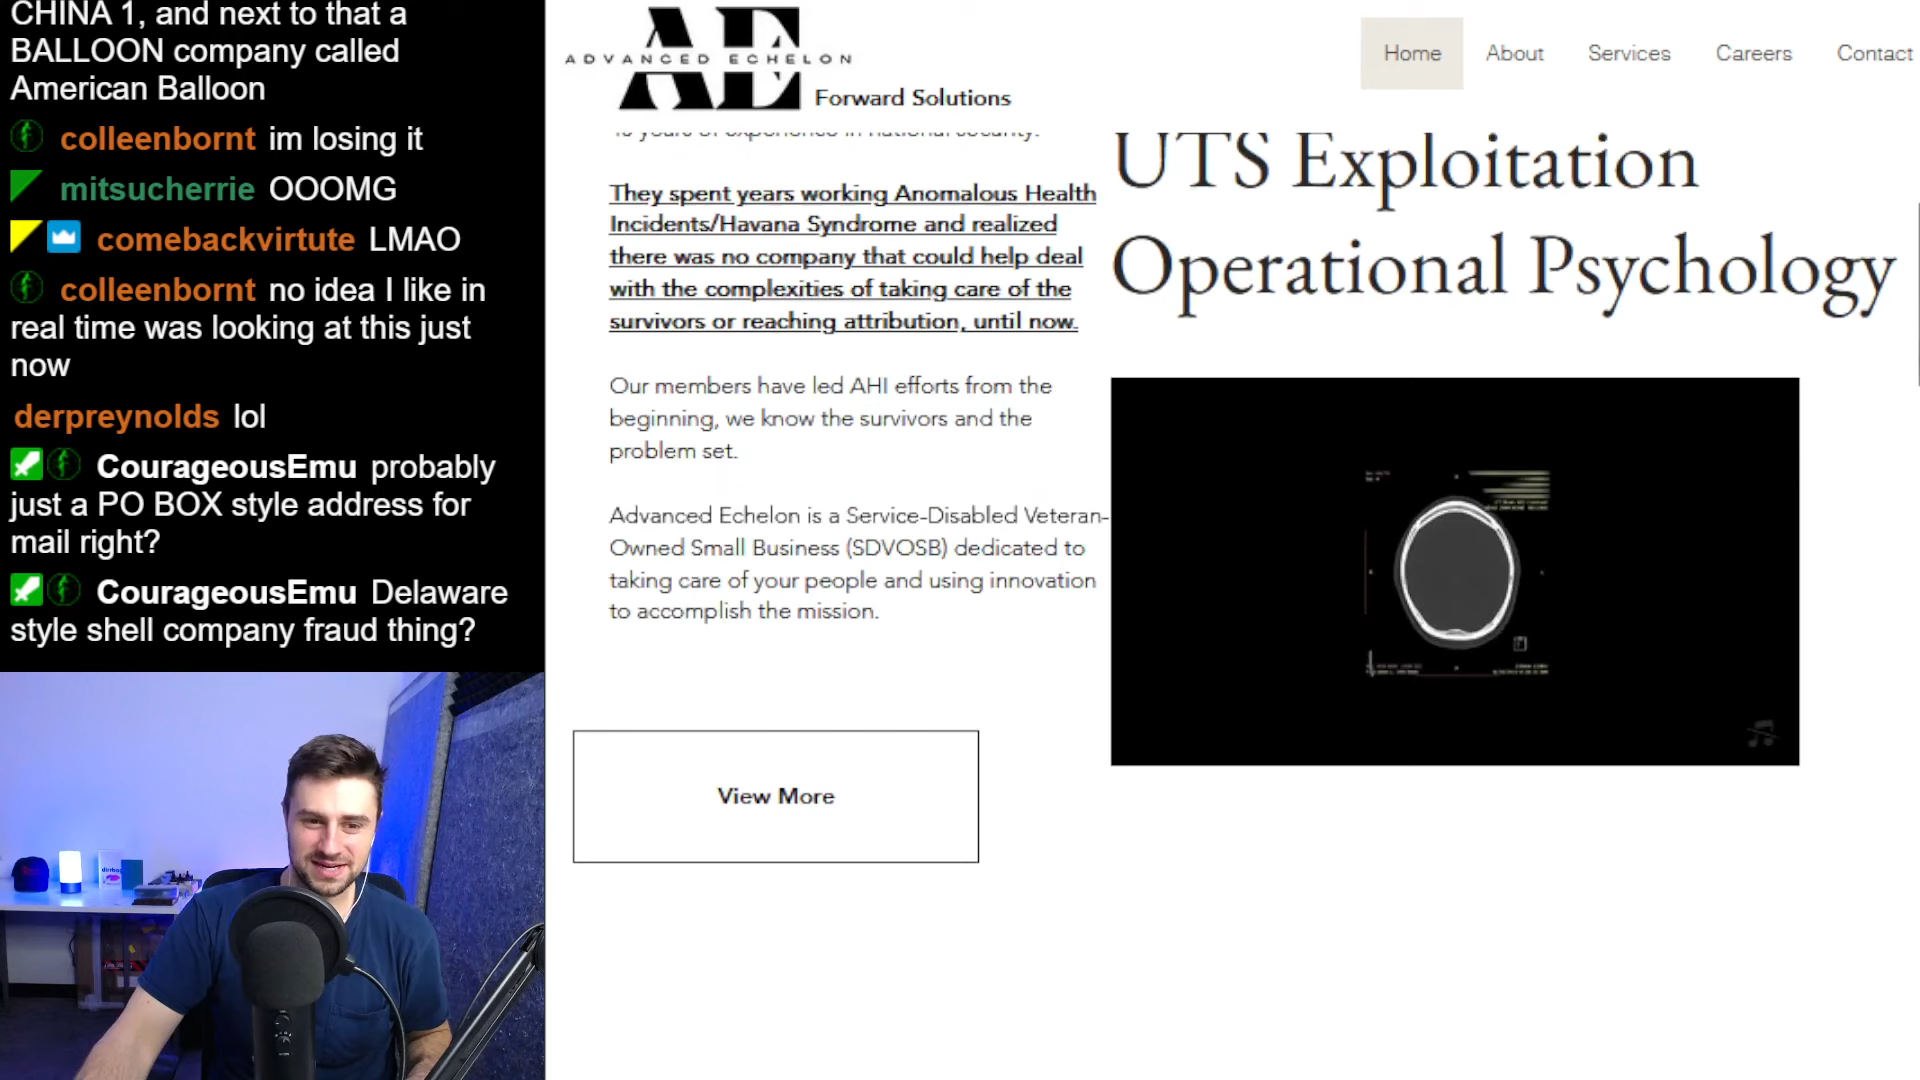 CHINA 1, and next to that a
BALLOON company called
American Balloon
colleenbornt im losing it
mitsucherrie OOOMG
comebackvirtute LMAO
colleenbornt no idea I like in
real time was looking at this just
now
derpreynolds lol
CourageousEmu probably
just a PO BOX style address for
mail right?
CourageousEmu Delaware
style shell company fraud thing?
AE
ADVANCED ECHELON
Forward Solutions
Home
About
Services
Careers
Contact
years of experience in national security.
They spent years working Anomalous Health
Incidents/Havana Syndrome and realized
there was no company that could help deal
with the complexities of taking care of the
survivors or reaching attribution, until now.
Our members have led AHI efforts from the
beginning, we know the survivors and the
problem set.
Advanced Echelon is a Service-Disabled Veteran-
Owned Small Business (SDVOSB) dedicated to
taking care of your people and using innovation
to accomplish the mission.
View More
UTS Exploitation
Operational Psychology